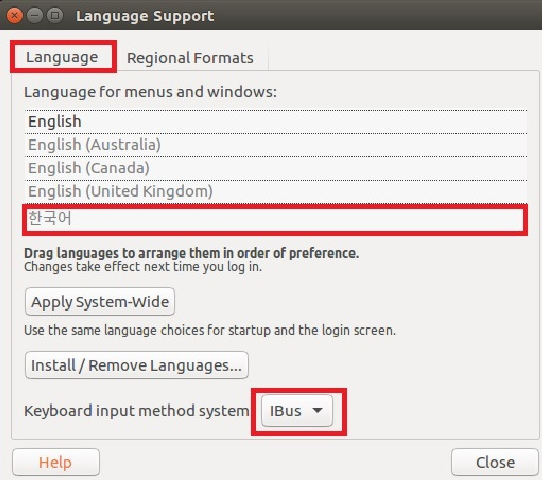 Language Support
Language Regional Formats
Language for menus and windows:
English
English (Australia)
English (Canada)
English (United Kingdom)
한국어
Drag languages to arrange them in order of preference.
Changes take effect next time you log in.
Apply System-Wide
Use the same language choices for startup and the login screen.
Install / Remove Languages...
Keyboard input method system IBus
Help Close